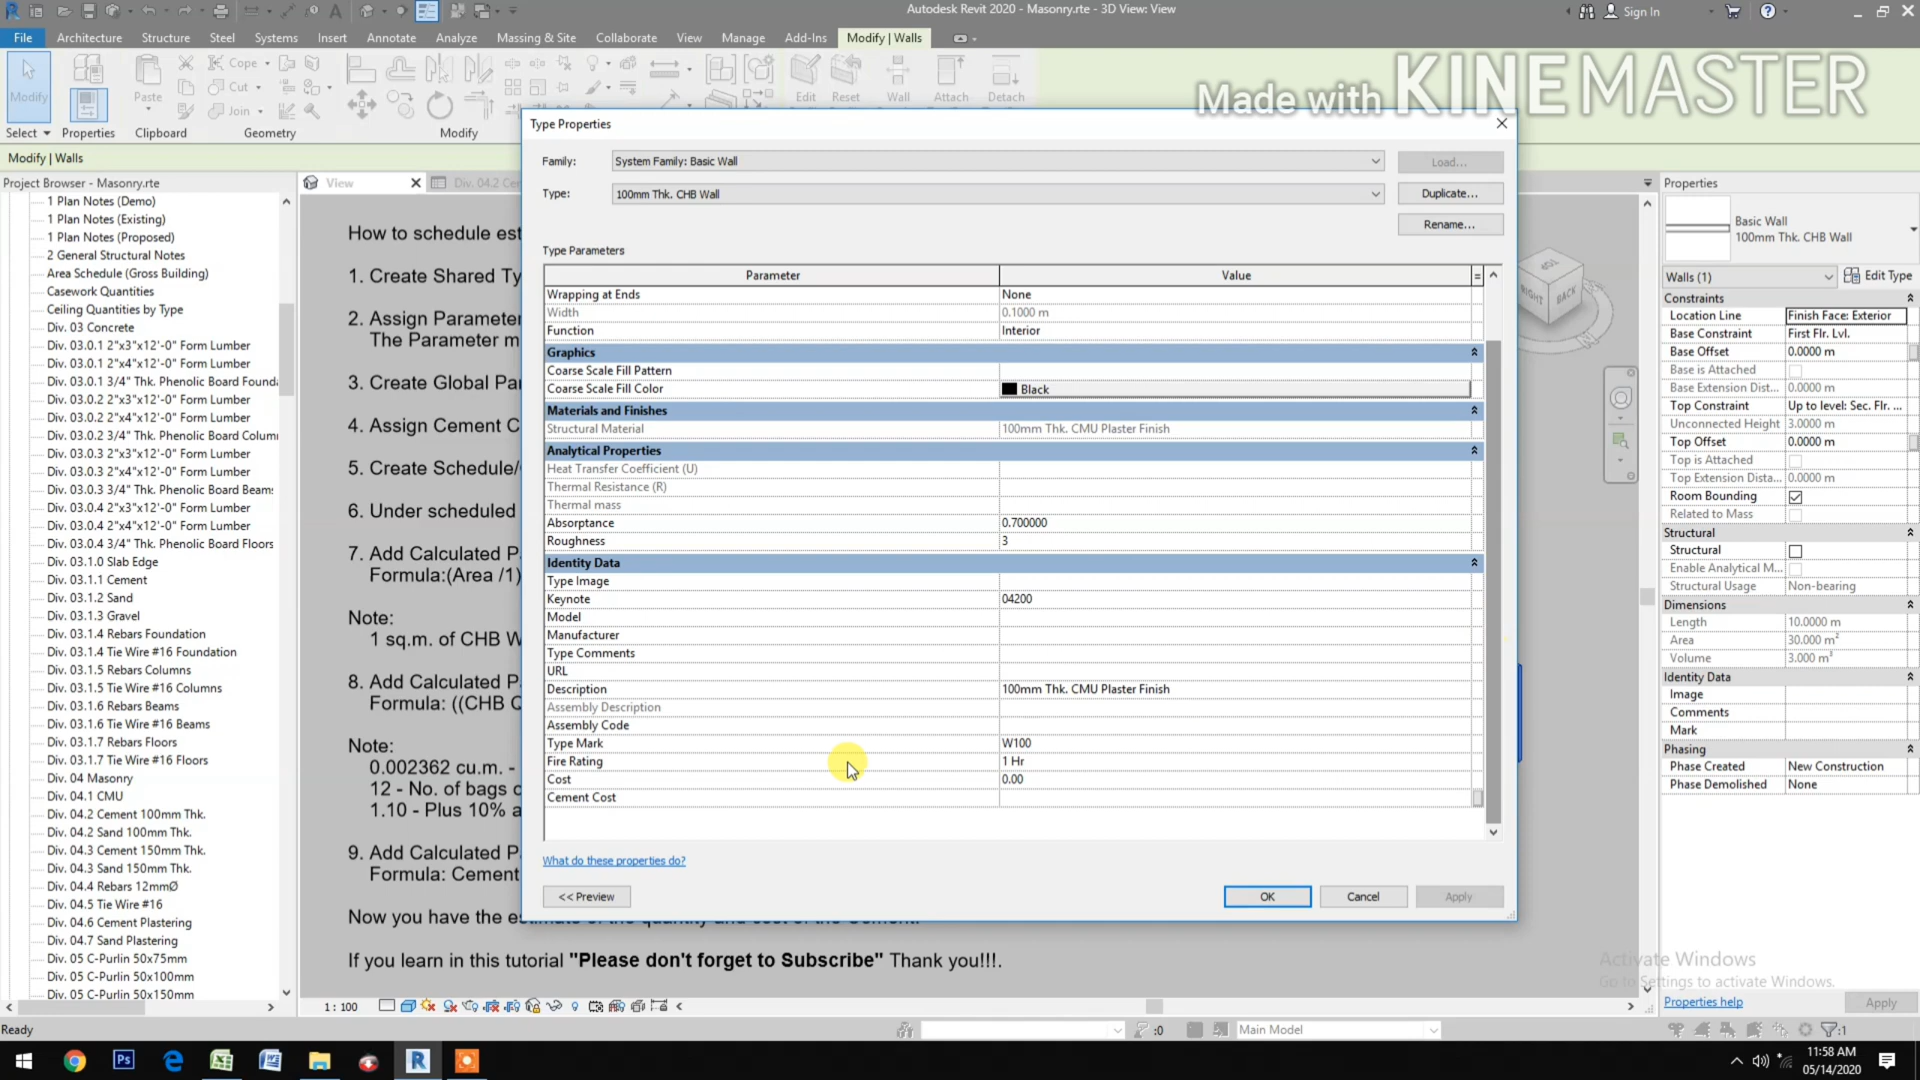 Autodesk Revit 2020 - Masonry.rte - 3D View: View
Sign In
File Architecture Structure Steel Systems Insert Annotate Analyze Massing & Site Collaborate View Manage Add-Ins Modify | Walls
Made with KINEMASTER
Modify Paste Cope Cut Join Edit Reset Wall Attach Detach
Select Properties Clipboard Geometry Modify
Modify | Walls
Project Browser - Masonry.rte
1 Plan Notes (Demo)
1 Plan Notes (Existing)
1 Plan Notes (Proposed)
2 General Structural Notes
Area Schedule (Gross Building)
Casework Quantities
Ceiling Quantities by Type
Div. 03 Concrete
Div. 03.0.1 2"x3"x12'-0" Form Lumber
Div. 03.0.1 2"x4"x12'-0" Form Lumber
Div. 03.0.1 3/4" Thk. Phenolic Board Founda
Div. 03.0.2 2"x3"x12'-0" Form Lumber
Div. 03.0.2 2"x4"x12'-0" Form Lumber
Div. 03.0.2 3/4" Thk. Phenolic Board Colum
Div. 03.0.3 2"x3"x12'-0" Form Lumber
Div. 03.0.3 2"x4"x12'-0" Form Lumber
Div. 03.0.3 3/4" Thk. Phenolic Board Beams
Div. 03.0.4 2"x3"x12'-0" Form Lumber
Div. 03.0.4 2"x4"x12'-0" Form Lumber
Div. 03.0.4 3/4" Thk. Phenolic Board Floors
Div. 03.1.0 Slab Edge
Div. 03.1.1 Cement
Div. 03.1.2 Sand
Div. 03.1.3 Gravel
Div. 03.1.4 Rebars Foundation
Div. 03.1.4 Tie Wire #16 Foundation
Div. 03.1.5 Rebars Columns
Div. 03.1.5 Tie Wire #16 Columns
Div. 03.1.6 Rebars Beams
Div. 03.1.6 Tie Wire #16 Beams
Div. 03.1.7 Rebars Floors
Div. 03.1.7 Tie Wire #16 Floors
Div. 04 Masonry
Div. 04.1 CMU
Div. 04.2 Cement 100mm Thk.
Div. 04.2 Sand 100mm Thk.
Div. 04.3 Cement 150mm Thk.
Div. 04.3 Sand 150mm Thk.
Div. 04.4 Rebars 12mmØ
Div. 04.5 Tie Wire #16
Div. 04.6 Cement Plastering
Div. 04.7 Sand Plastering
Div. 05 C-Purlin 50x75mm
Div. 05 C-Purlin 50x100mm
Div. 05 C-Purlin 50x150mm
View Div. 04.2 Ce
How to schedule est
1. Create Shared Ty
2. Assign Parameter
The Parameter m
3. Create Global Pa
4. Assign Cement C
5. Create Schedule/
6. Under scheduled
7. Add Calculated P
Formula:(Area /1)
Note:
1 sq.m. of CHB W
8. Add Calculated P
Formula: ((CHB Q
Note:
0.002362 cu.m. -
12 - No. of bags
1.10 - Plus 10% a
9. Add Calculated P
Formula: Cement
Now you have the estimate of the quantity and cost of the Cement.
If you learn in this tutorial "Please don't forget to Subscribe" Thank you!!!.
Type Properties
Family: System Family: Basic Wall Load...
Type: 100mm Thk. CHB Wall Duplicate...
Rename...
Type Parameters
Parameter Value =
Wrapping at Ends None
Width 0.1000 m
Function Interior
Graphics
Coarse Scale Fill Pattern
Coarse Scale Fill Color Black
Materials and Finishes
Structural Material 100mm Thk. CMU Plaster Finish
Analytical Properties
Heat Transfer Coefficient (U)
Thermal Resistance (R)
Thermal mass
Absorptance 0.700000
Roughness 3
Identity Data
Type Image
Keynote 04200
Model
Manufacturer
Type Comments
URL
Description 100mm Thk. CMU Plaster Finish
Assembly Description
Assembly Code
Type Mark W100
Fire Rating 1 Hr
Cost 0.00
Cement Cost
What do these properties do?
<< Preview OK Cancel Apply
TOP RIGHT BACK
Properties
Basic Wall
100mm Thk. CHB Wall
Walls (1) Edit Type
Constraints
Location Line Finish Face: Exterior
Base Constraint First Flr. Lvl.
Base Offset 0.0000 m
Base is Attached
Base Extension Dist... 0.0000 m
Top Constraint Up to level: Sec. Flr. ...
Unconnected Height 3.0000 m
Top Offset 0.0000 m
Top is Attached
Top Extension Dista... 0.0000 m
Room Bounding
Related to Mass
Structural
Structural
Enable Analytical M...
Structural Usage Non-bearing
Dimensions
Length 10.0000 m
Area 30.000 m²
Volume 3.000 m³
Identity Data
Image
Comments
Mark
Phasing
Phase Created New Construction
Phase Demolished None
Activate Windows
Go to Settings to activate Windows.
Properties help Apply
1 : 100
Ready :0 Main Model :1
11:58 AM
05/14/2020